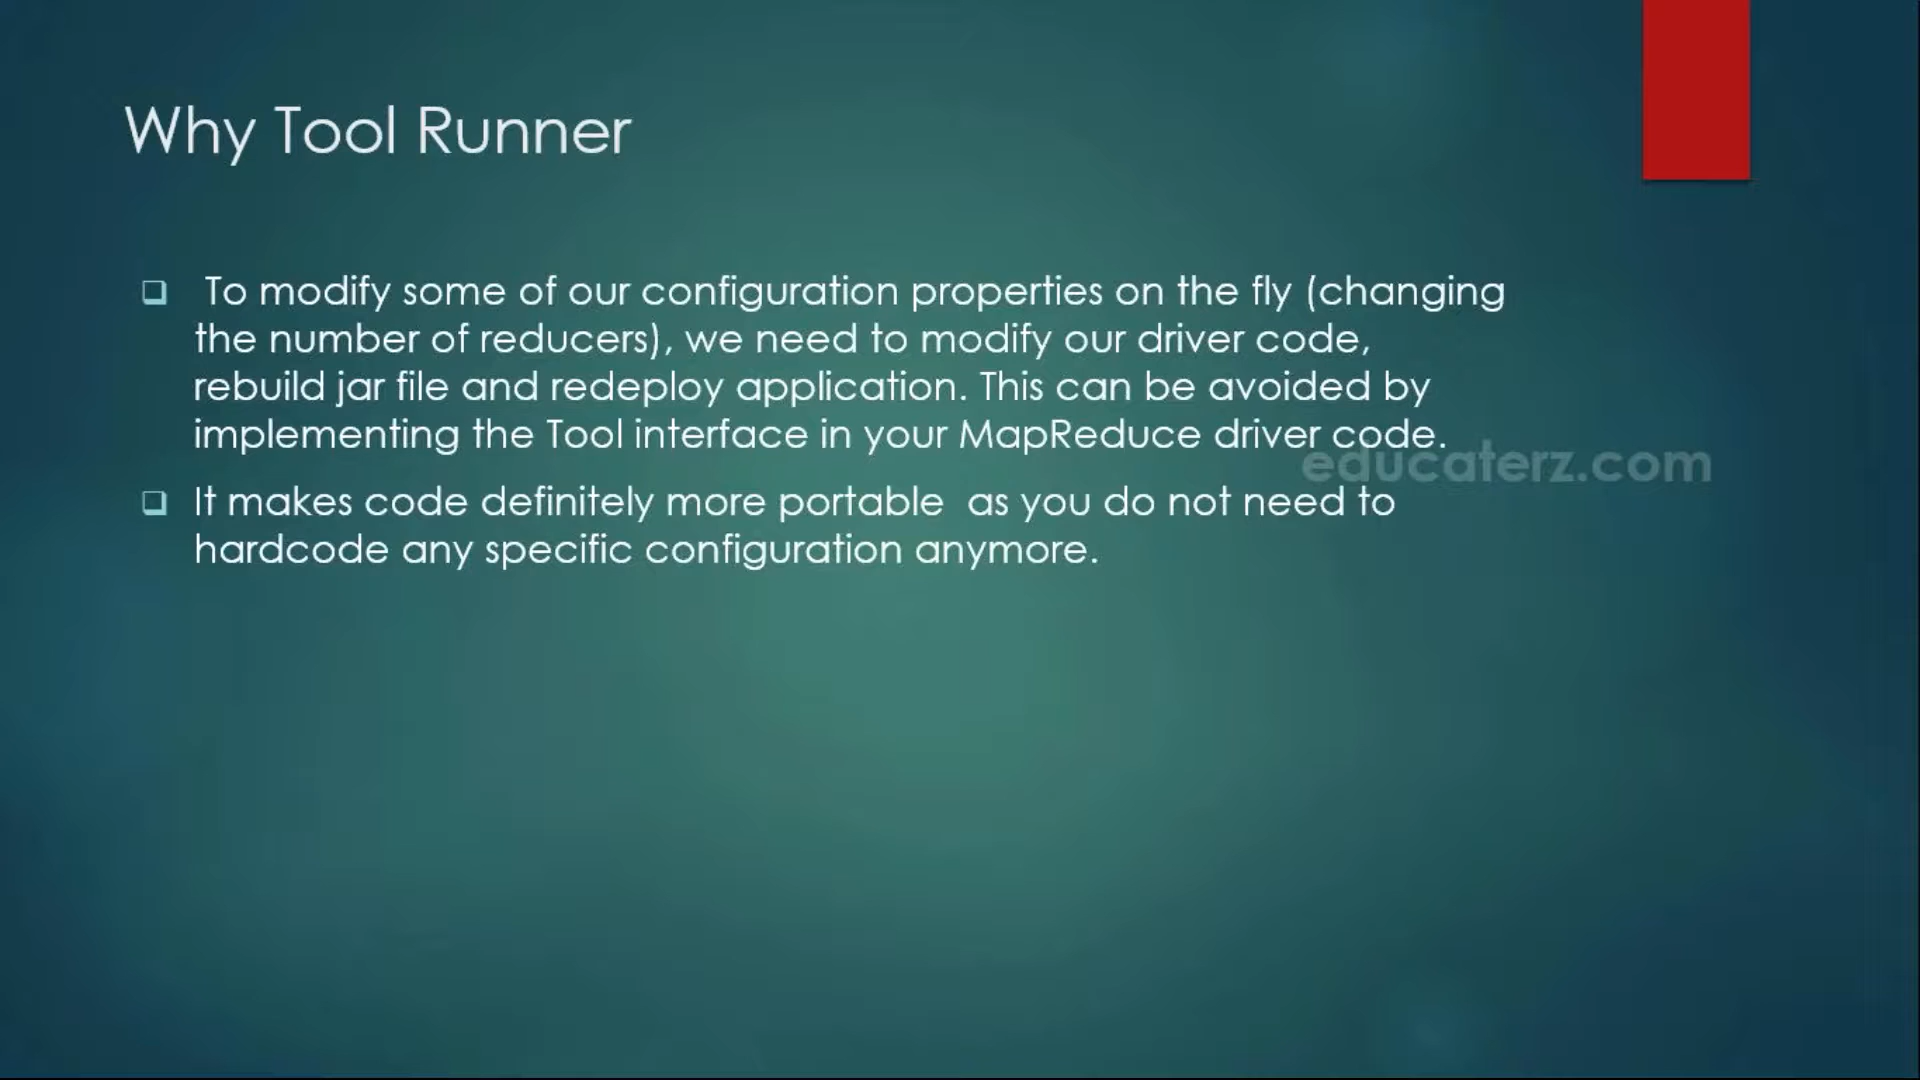 Why Tool Runner
To modify some of our configuration properties on the fly (changing
the number of reducers), we need to modify our driver code,
rebuild jar file and redeploy application. This can be avoided by
implementing the Tool interface in your MapReduce driver code.
educaterz.com
It makes code definitely more portable  as you do not need to
hardcode any specific configuration anymore.